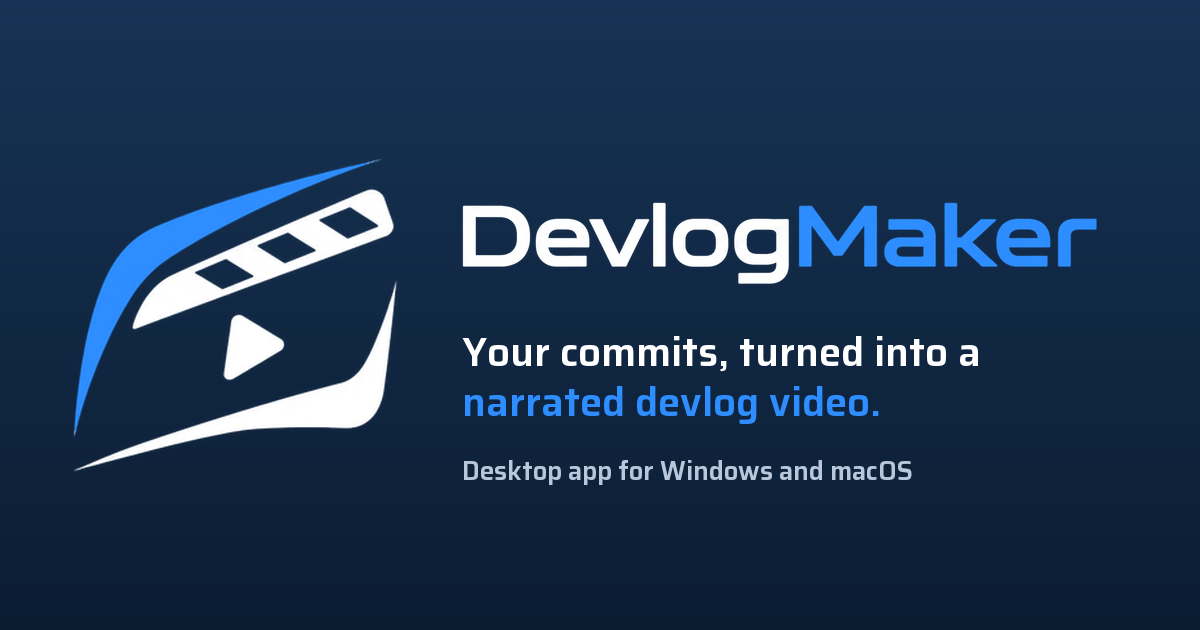 DevlogMaker
Your commits, turned into a
narrated devlog video.
Desktop app for Windows and macOS